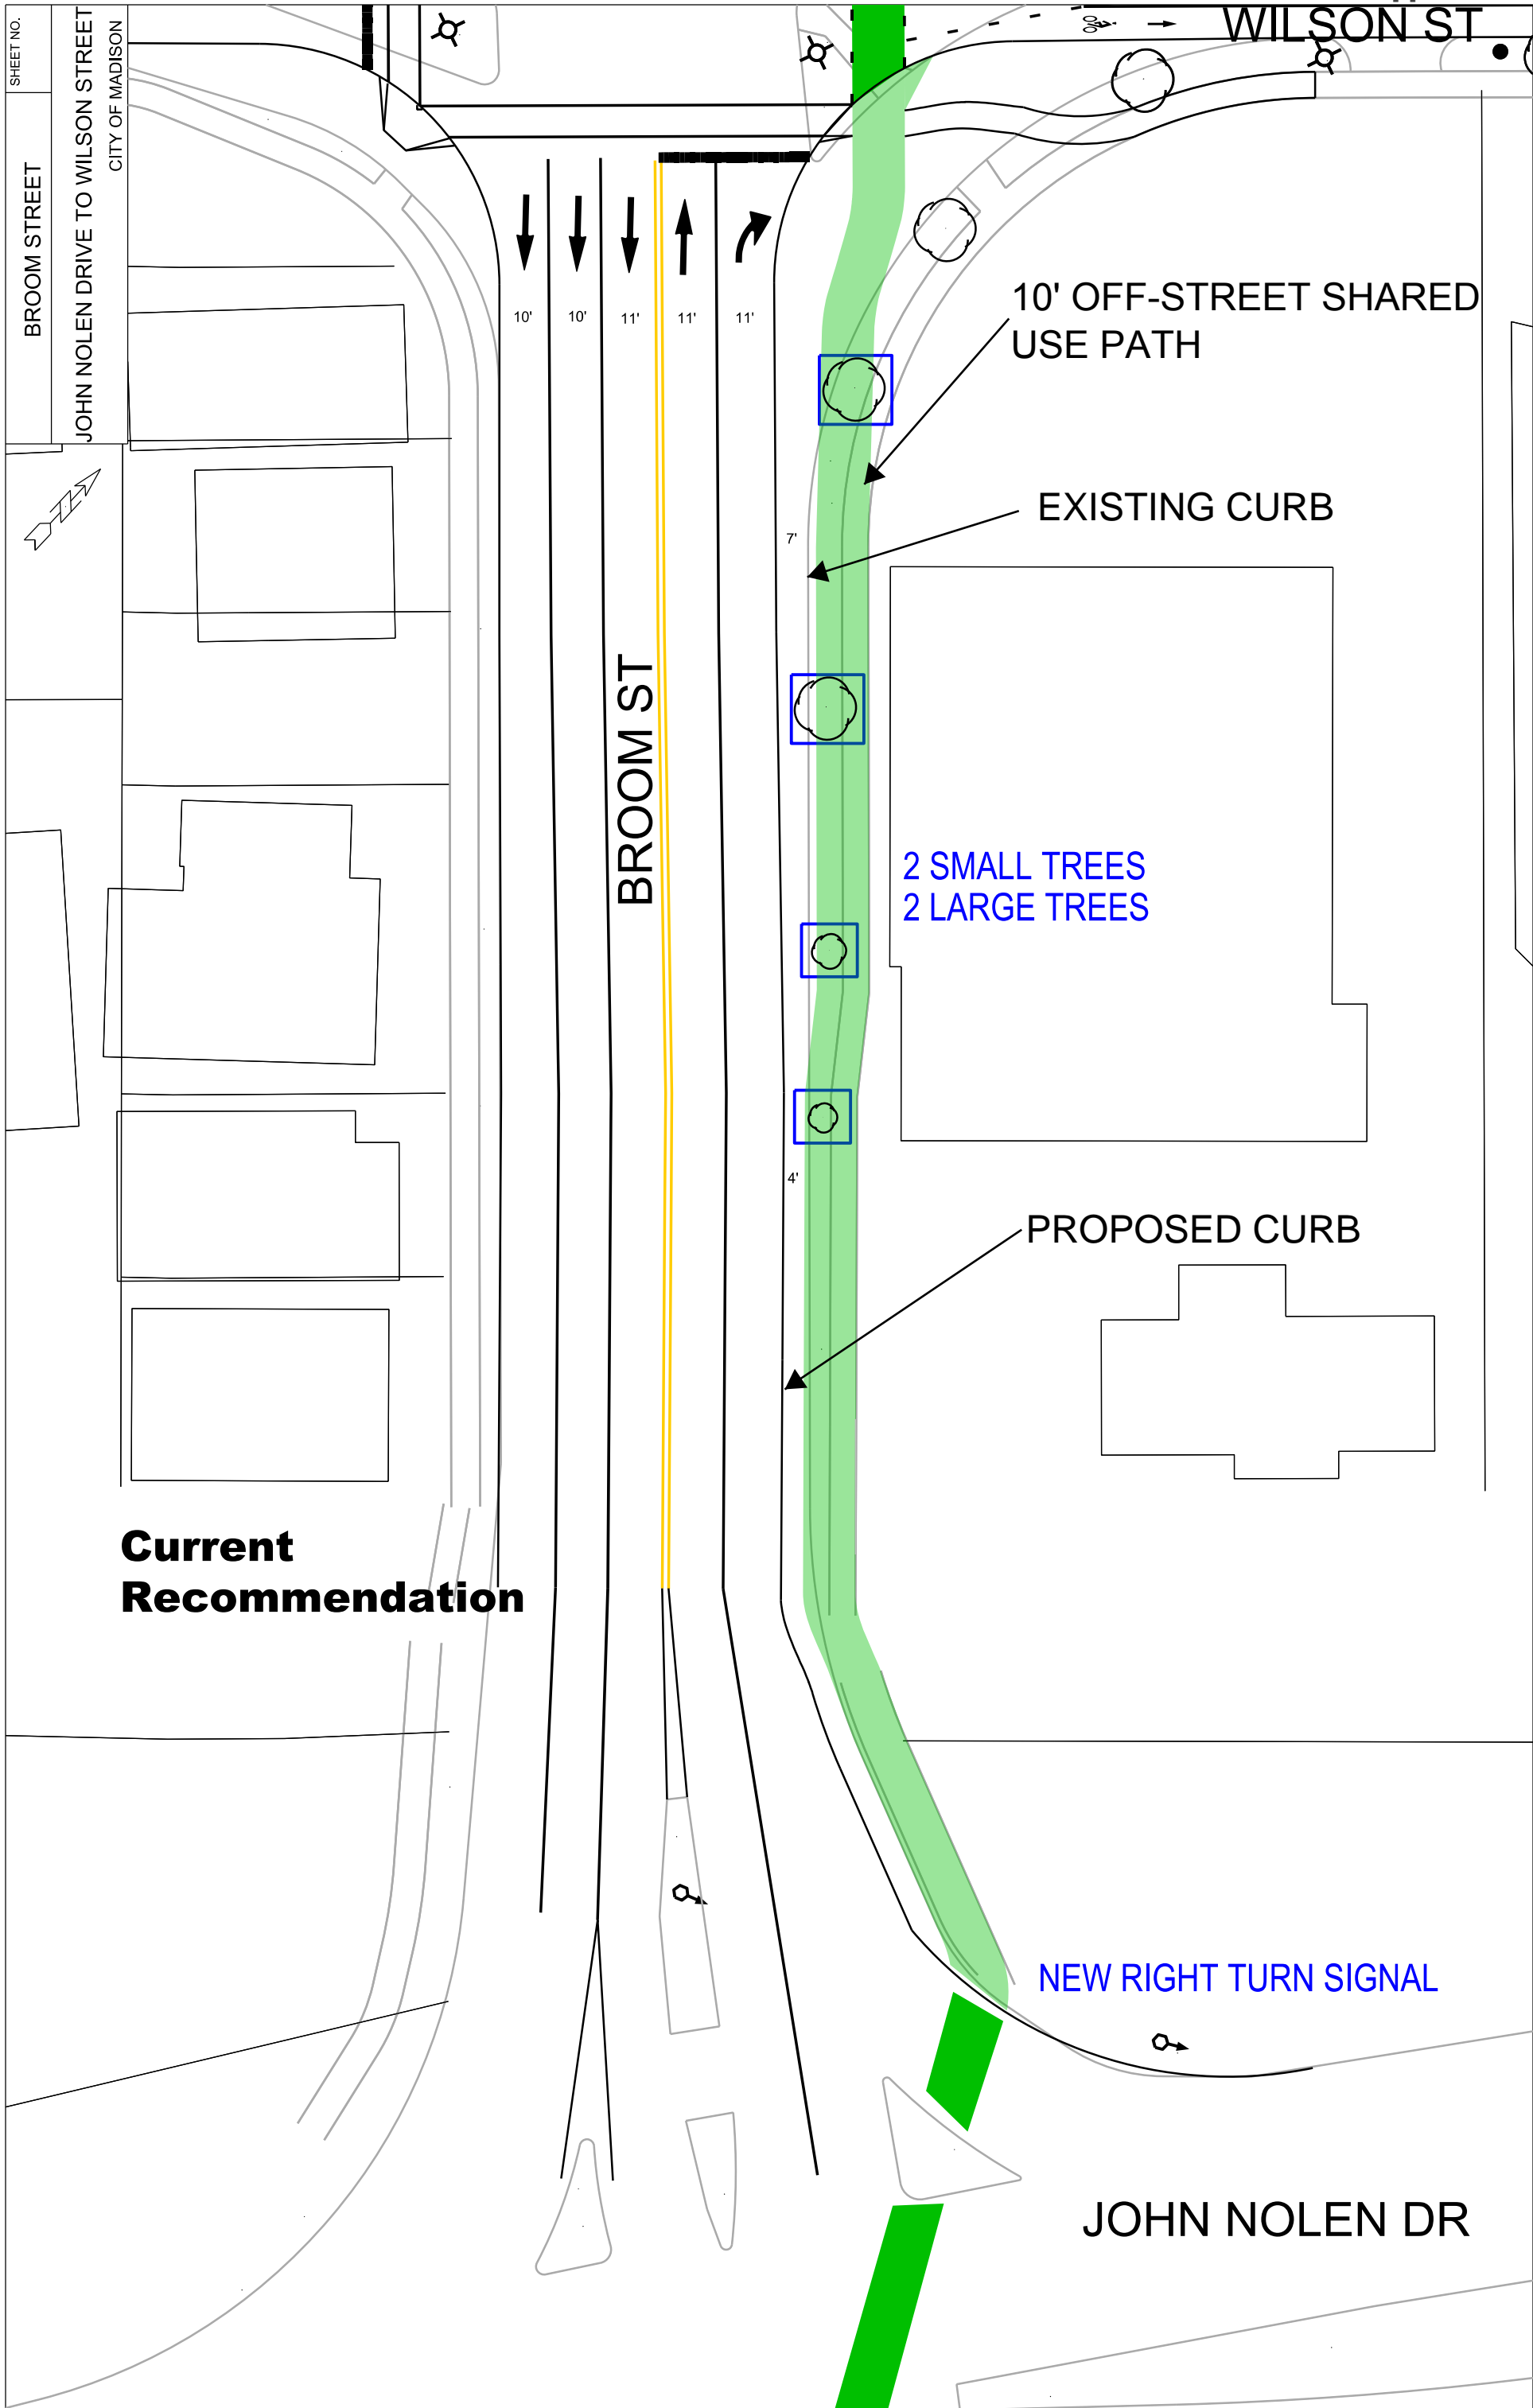 SHEET NO.
BROOM STREET
JOHN NOLEN DRIVE TO WILSON STREET
CITY OF MADISON
WILSON ST
10'
10'
11'
11'
11'
10' OFF-STREET SHARED
USE PATH
EXISTING CURB
7'
BROOM ST
2 SMALL TREES
2 LARGE TREES
4'
PROPOSED CURB
Current
Recommendation
NEW RIGHT TURN SIGNAL
JOHN NOLEN DR